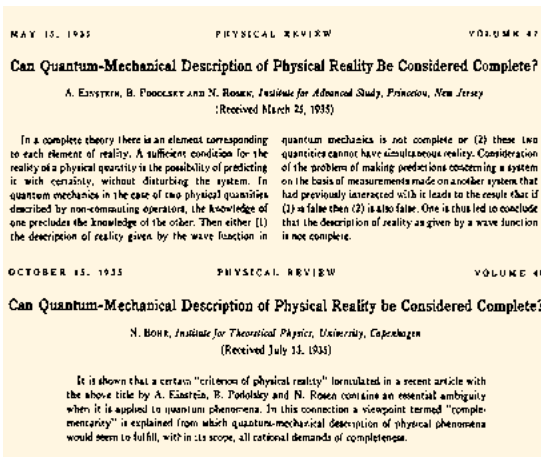 MAY 15, 1935 PHYSICAL REVIEW VOLUME 47
Can Quantum-Mechanical Description of Physical Reality Be Considered Complete?
A. EINSTEIN, B. PODOLSKY AND N. ROSEN, Institute for Advanced Study, Princeton, New Jersey
(Received March 25, 1935)
In a complete theory there is an element corresponding
to each element of reality. A sufficient condition for the
reality of a physical quantity is the possibility of predicting
it with certainty, without disturbing the system. In
quantum mechanics in the case of two physical quantities
described by non-commuting operators, the knowledge of
one precludes the knowledge of the other. Then either (1)
the description of reality given by the wave function in
quantum mechanics is not complete or (2) these two
quantities cannot have simultaneous reality. Consideration
of the problem of making predictions concerning a system
on the basis of measurements made on another system that
had previously interacted with it leads to the result that if
(1) is false then (2) is also false. One is thus led to conclude
that the description of reality as given by a wave function
is not complete.
OCTOBER 15, 1935 PHYSICAL REVIEW VOLUME
Can Quantum-Mechanical Description of Physical Reality be Considered Complete?
N. BOHR, Institute for Theoretical Physics, University, Copenhagen
(Received July 13, 1935)
It is shown that a certain "criterion of physical reality" formulated in a recent article with
the above title by A. Einstein, B. Podolsky and N. Rosen contains an essential ambiguity
when it is applied to quantum phenomena. In this connection a viewpoint termed "comple-
mentarity" is explained from which quantum-mechanical description of physical phenomena
would seem to fulfill, within its scope, all rational demands of completeness.